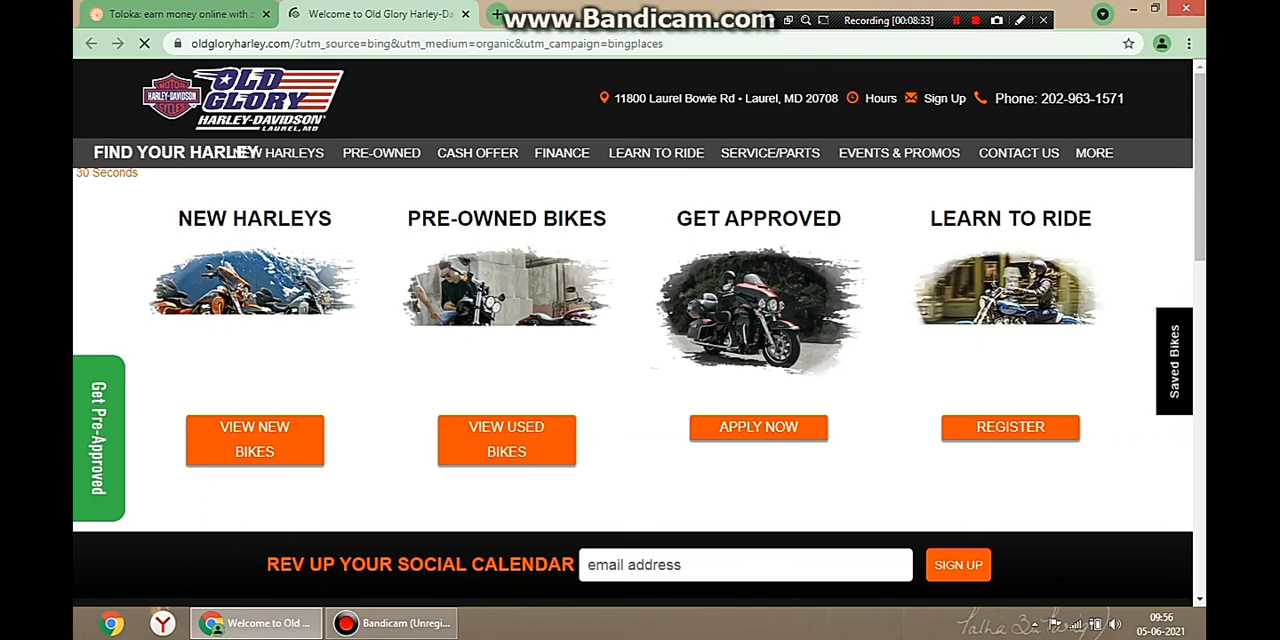 Toloka: earn money online with
Welcome to Old Glory Harley-Da
www.Bandicam.com
Recording [00:08:33]
oldgloryharley.com/?utm_source=bing&utm_medium=organic&utm_campaign=bingplaces
MOTOR
HARLEY-DAVIDSON
CYCLES
OLD
GLORY
HARLEY-DAVIDSON
LAUREL, MD
11800 Laurel Bowie Rd • Laurel, MD 20708 Hours Sign Up Phone: 202-963-1571
FIND YOUR HARLEY NEW HARLEYS PRE-OWNED CASH OFFER FINANCE LEARN TO RIDE SERVICE/PARTS EVENTS & PROMOS CONTACT US MORE
30 Seconds
NEW HARLEYS PRE-OWNED BIKES GET APPROVED LEARN TO RIDE
Saved Bikes
Get Pre-Approved
VIEW NEW
BIKES
VIEW USED
BIKES
APPLY NOW
REGISTER
REV UP YOUR SOCIAL CALENDAR email address SIGN UP
Welcome to Old ...
Bandicam (Unregi...
09:56
05-06-2021